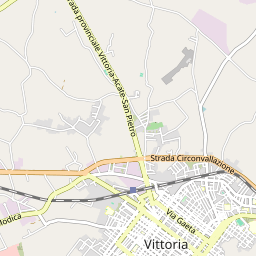 Strada provinciale Vittoria-Acate-San Pietro
Strada Circonvallazione
Modica
Via Gaeta
Vittoria